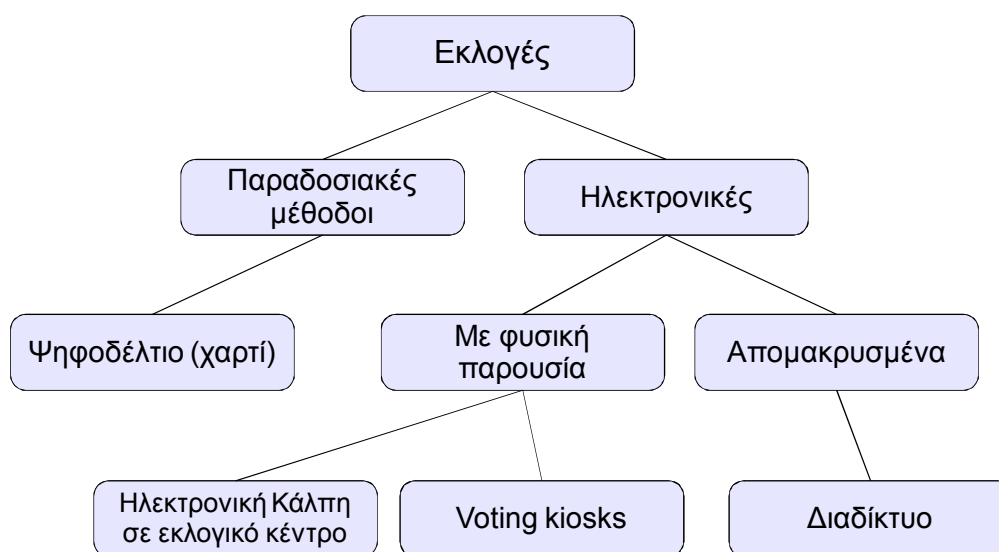 Εκλογές
Παραδοσιακές
μέθοδοι
Ηλεκτρονικές
Ψηφοδέλτιο (χαρτί)
Με φυσική
παρουσία
Απομακρυσμένα
Ηλεκτρονική Κάλπη
σε εκλογικό κέντρο
Voting kiosks
Διαδίκτυο